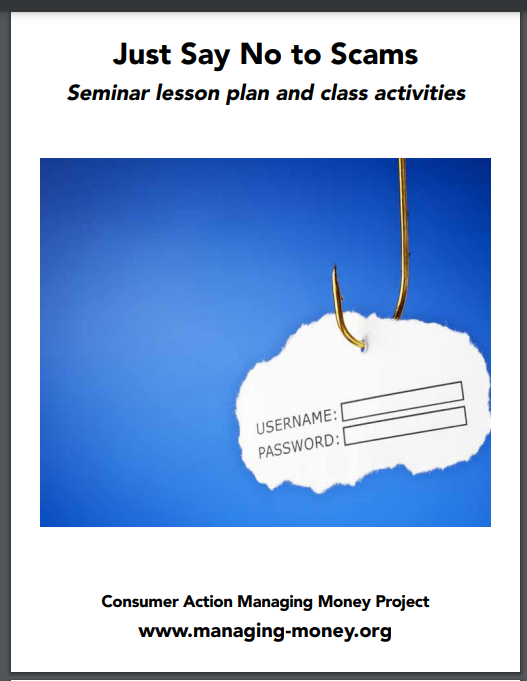 Just Say No to Scams
Seminar lesson plan and class activities
USERNAME:
PASSWORD:
Consumer Action Managing Money Project
www.managing-money.org